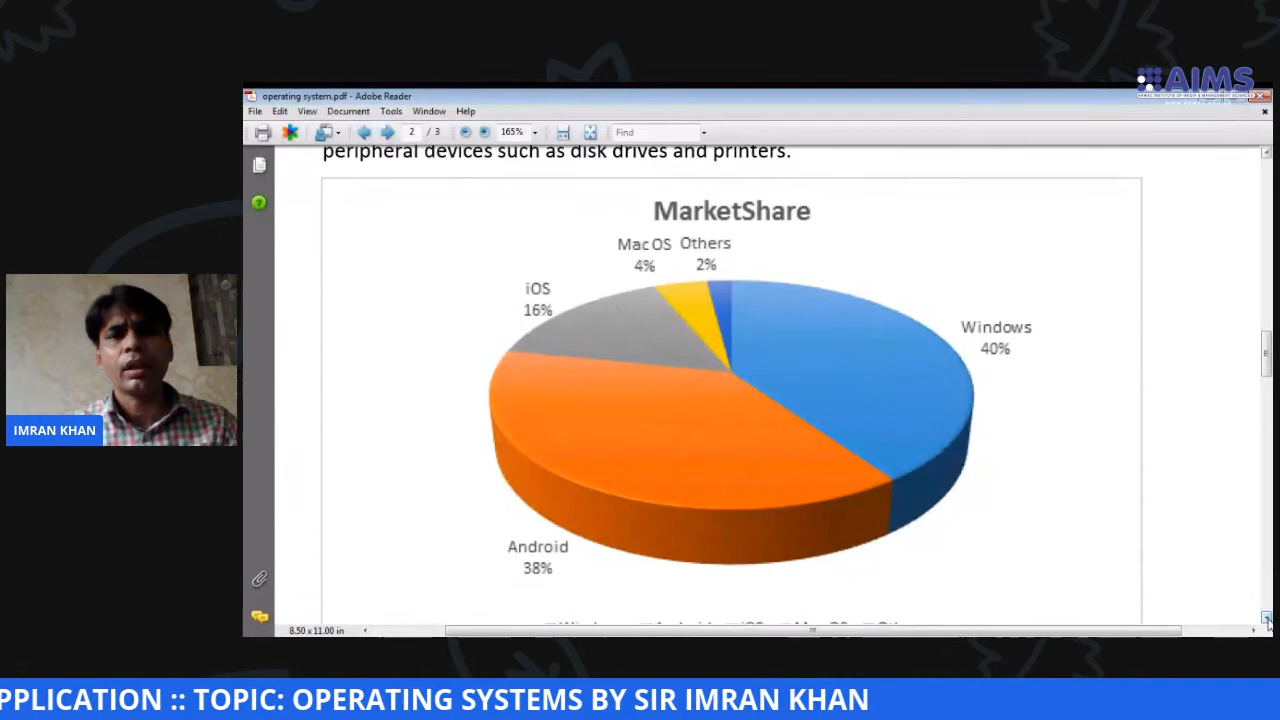 AIMS
operating system.pdf - Adobe Reader
File Edit View Document Tools Window Help
2 / 3 165% Find
peripheral devices such as disk drives and printers.
MarketShare
Mac OS Others
4% 2%
iOS
16%
Windows
40%
Android
38%
IMRAN KHAN
8.50 x 11.00 in
PPLICATION :: TOPIC: OPERATING SYSTEMS BY SIR IMRAN KHAN